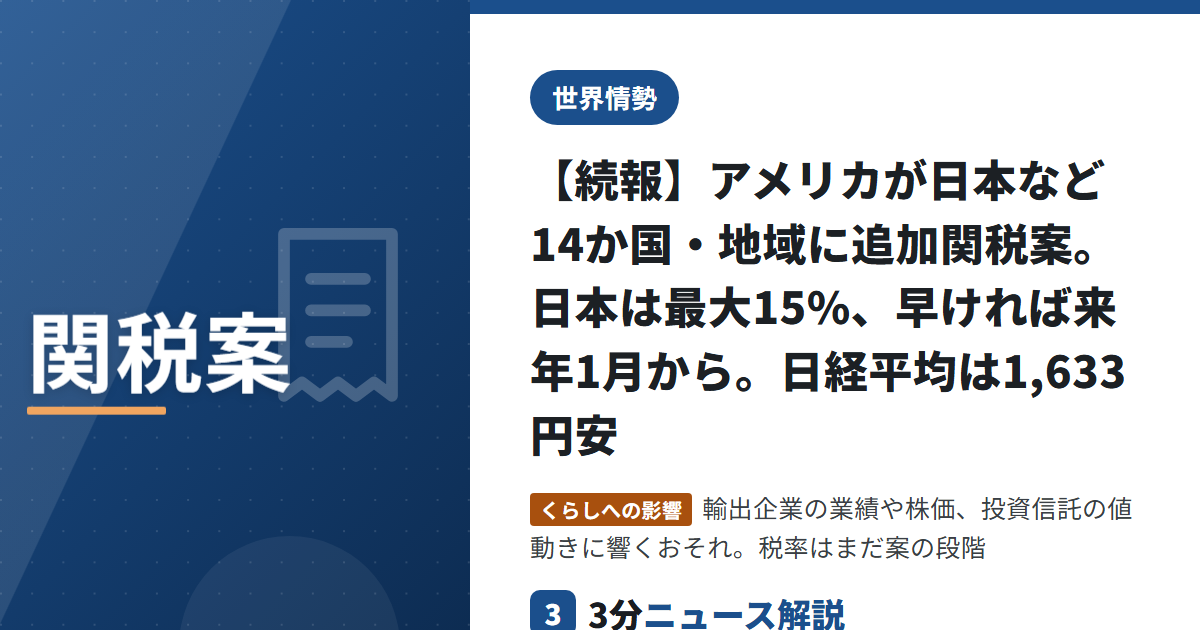 関税案
世界情勢
【続報】アメリカが日本など
14か国・地域に追加関税案。
日本は最大15%、早ければ来
年1月から。日経平均は1,633
円安
くらしへの影響 輸出企業の業績や株価、投資信託の値
動きに響くおそれ。税率はまだ案の段階
3 3分ニュース解説